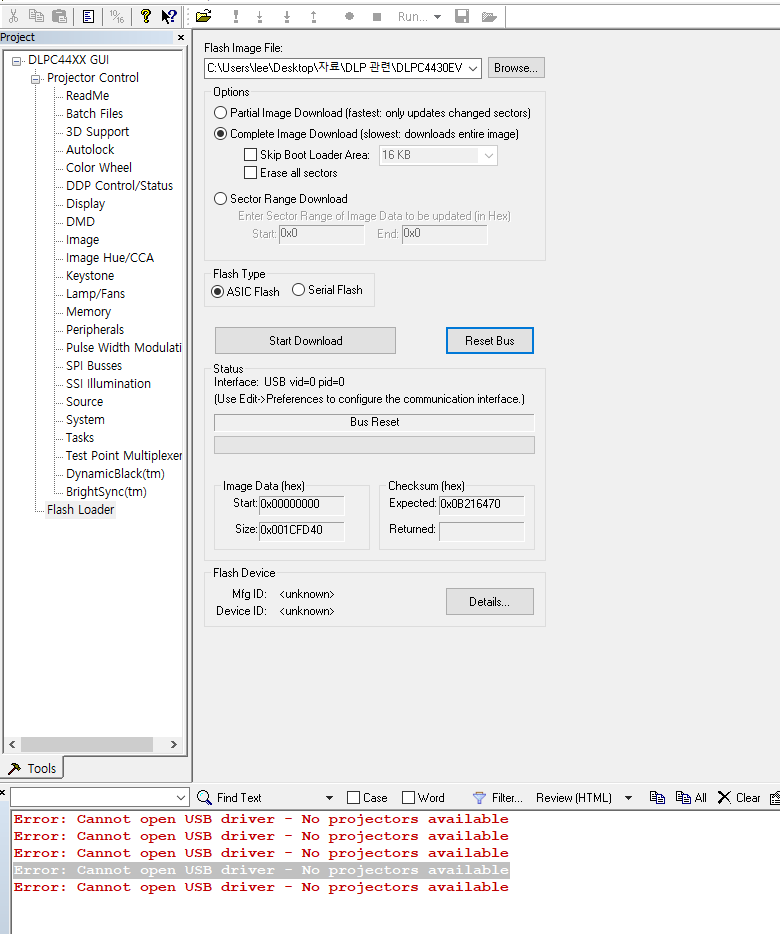 Run...
Project
DLPC44XX GUI
Projector Control
ReadMe
Batch Files
3D Support
Autolock
Color Wheel
DDP Control/Status
Display
DMD
Image
Image Hue/CCA
Keystone
Lamp/Fans
Memory
Peripherals
Pulse Width Modulati
SPI Busses
SSI Illumination
Source
System
Tasks
Test Point Multiplexer
DynamicBlack(tm)
BrightSync(tm)
Flash Loader
Tools
Flash Image File:
C:\Users\lee\Desktop\자료\DLP 관련\DLPC4430EV
Browse...
Options
Partial Image Download (fastest: only updates changed sectors)
Complete Image Download (slowest: downloads entire image)
Skip Boot Loader Area: 16 KB
Erase all sectors
Sector Range Download
Enter Sector Range of Image Data to be updated (in Hex)
Start: 0x0 End: 0x0
Flash Type
ASIC Flash Serial Flash
Start Download Reset Bus
Status
Interface: USB vid=0 pid=0
(Use Edit->Preferences to configure the communication interface.)
Bus Reset
Image Data (hex)
Start: 0x00000000
Size: 0x001CFD40
Checksum (hex)
Expected: 0x0B216470
Returned:
Flash Device
Mfg ID: <unknown>
Device ID: <unknown>
Details...
Find Text Case Word Filter... Review (HTML) All Clear
Error: Cannot open USB driver - No projectors available
Error: Cannot open USB driver - No projectors available
Error: Cannot open USB driver - No projectors available
Error: Cannot open USB driver - No projectors available
Error: Cannot open USB driver - No projectors available